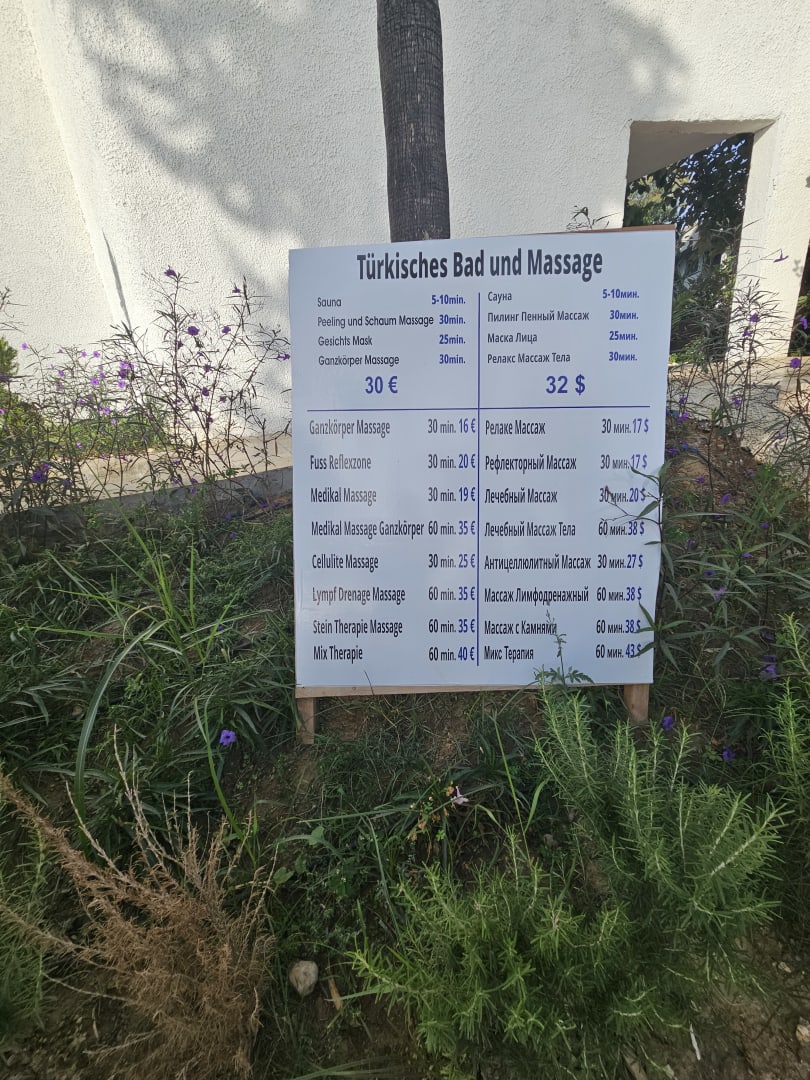 Türkisches Bad und Massage
Sauna 5-10min.
Peeling und Schaum Massage 30min.
Gesichts Mask 25min.
Ganzkörper Massage 30min.
30 €
Сауна 5-10мин.
Пилинг Пенный Массаж 30мин.
Маска Лица 25мин.
Релакс Массаж Тела 30мин.
32 $
Ganzkörper Massage 30 min. 16 €
Fuss Reflexzone 30 min. 20 €
Medikal Massage 30 min. 19 €
Medikal Massage Ganzkörper 60 min. 35 €
Cellulite Massage 30 min. 25 €
Lympf Drenage Massage 60 min. 35 €
Stein Therapie Massage 60 min. 35 €
Mix Therapie 60 min. 40 €
Релаке Массаж 30 мин. 17 $
Рефлекторный Массаж 30 мин. 17 $
Лечебный Массаж 30 мин. 20 $
Лечебный Массаж Тела 60 мин. 38 $
Антицеллюлитный Массаж 30 мин. 27 $
Массаж Лимфодренажный 60 мин. 38 $
Массаж с Камнями 60 мин. 38 $
Микс Терапия 60 мин. 43 $